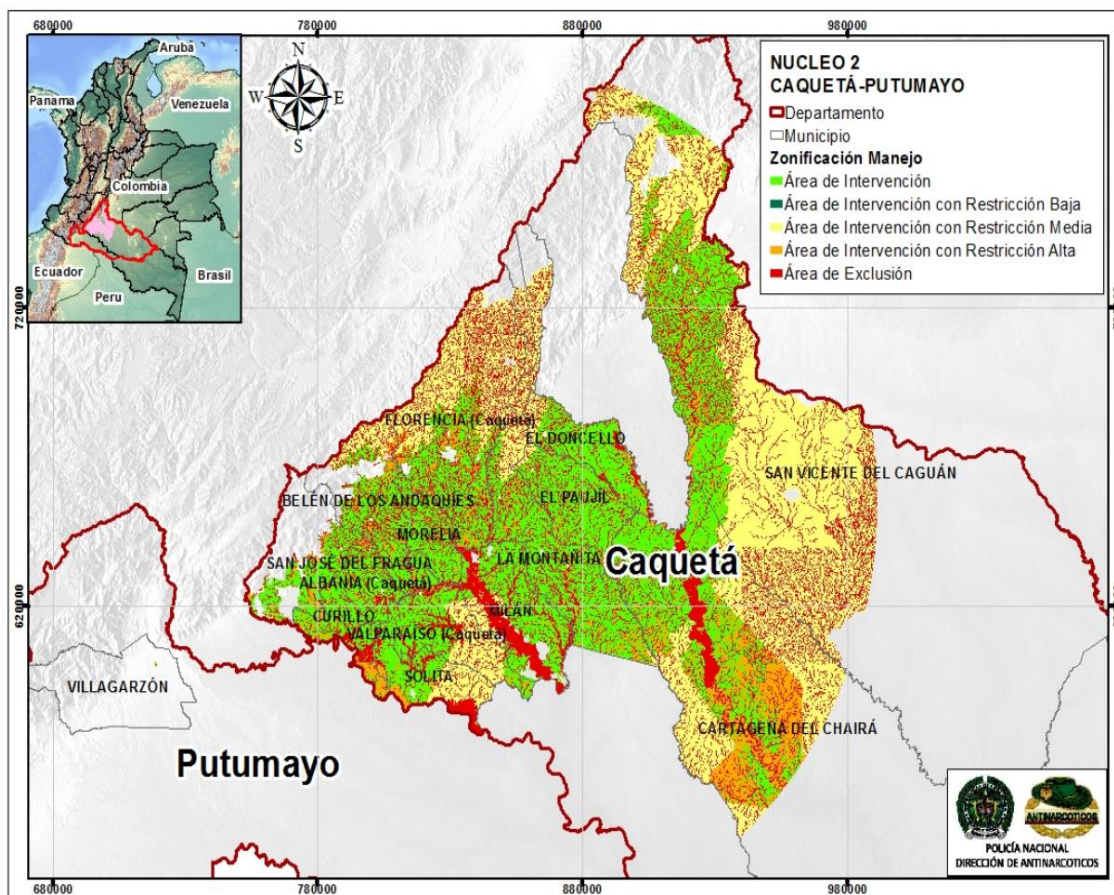 680000 780000 880000 980000
Aruba
Panama
Venezuela
Colombia
Ecuador
Brasil
Peru
N
W E
S
NUCLEO 2
CAQUETÁ-PUTUMAYO
Departamento
Municipio
Zonificación Manejo
Área de Intervención
Área de Intervención con Restricción Baja
Área de Intervención con Restricción Media
Área de Intervención con Restricción Alta
Área de Exclusión
720000
FLORENCIA (Caquetá)
EL DONCELLO
SAN VICENTE DEL CAGUÁN
BELÉN DE LOS ANDAQUIES
EL PAUJIL
MORELIA
SAN JOSÉ DEL FRAGUA
LA MONTAÑITA
Caquetá
ALBANIA (Caquetá)
620000
CURILLO
MILÁN
VALPARAÍSO (Caquetá)
SOLITA
VILLAGARZÓN
CARTAGENA DEL CHAIRÁ
Putumayo
ANTINARCOTICOS
POLICÍA NACIONAL
DIRECCIÓN DE ANTINARCOTICOS
680000 780000 880000 980000